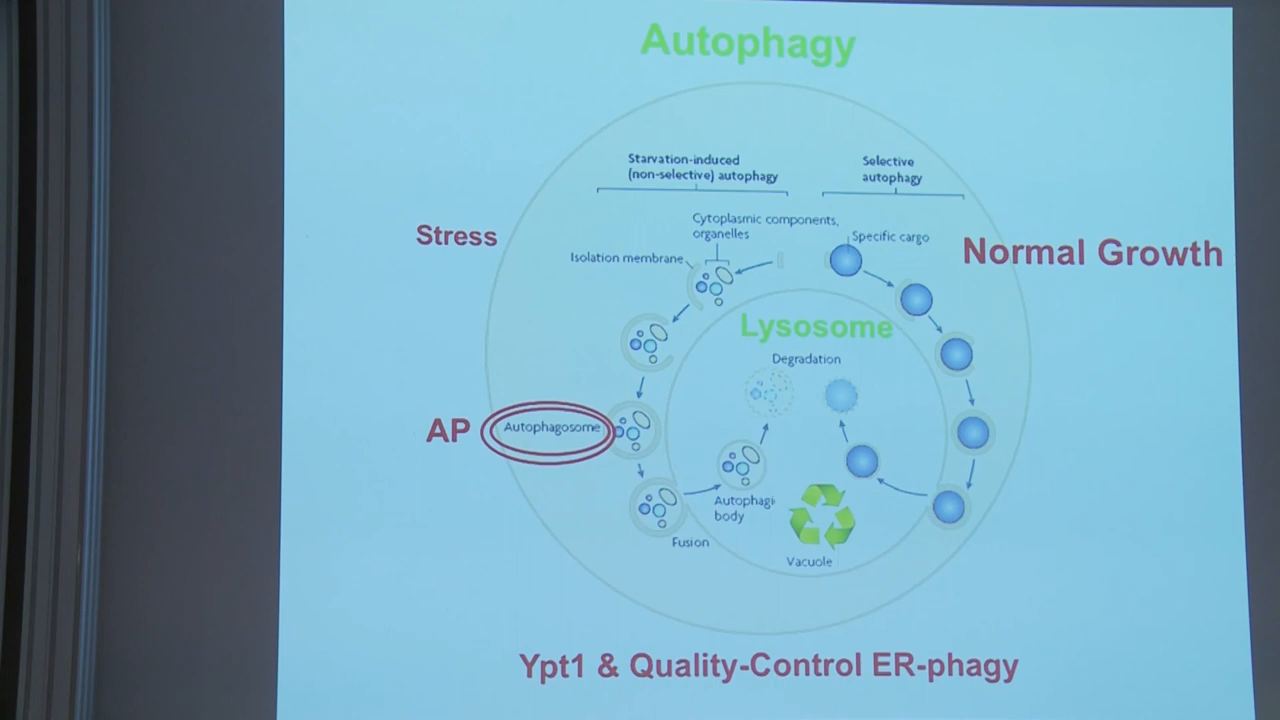 Autophagy
Starvation-induced
(non-selective) autophagy
Selective
autophagy
Cytoplasmic components,
organelles
Specific cargo
Stress
Isolation membrane
Normal Growth
Lysosome
Degradation
AP
Autophagosome
Autophagi
body
Fusion
Vacuole
Ypt1 & Quality-Control ER-phagy